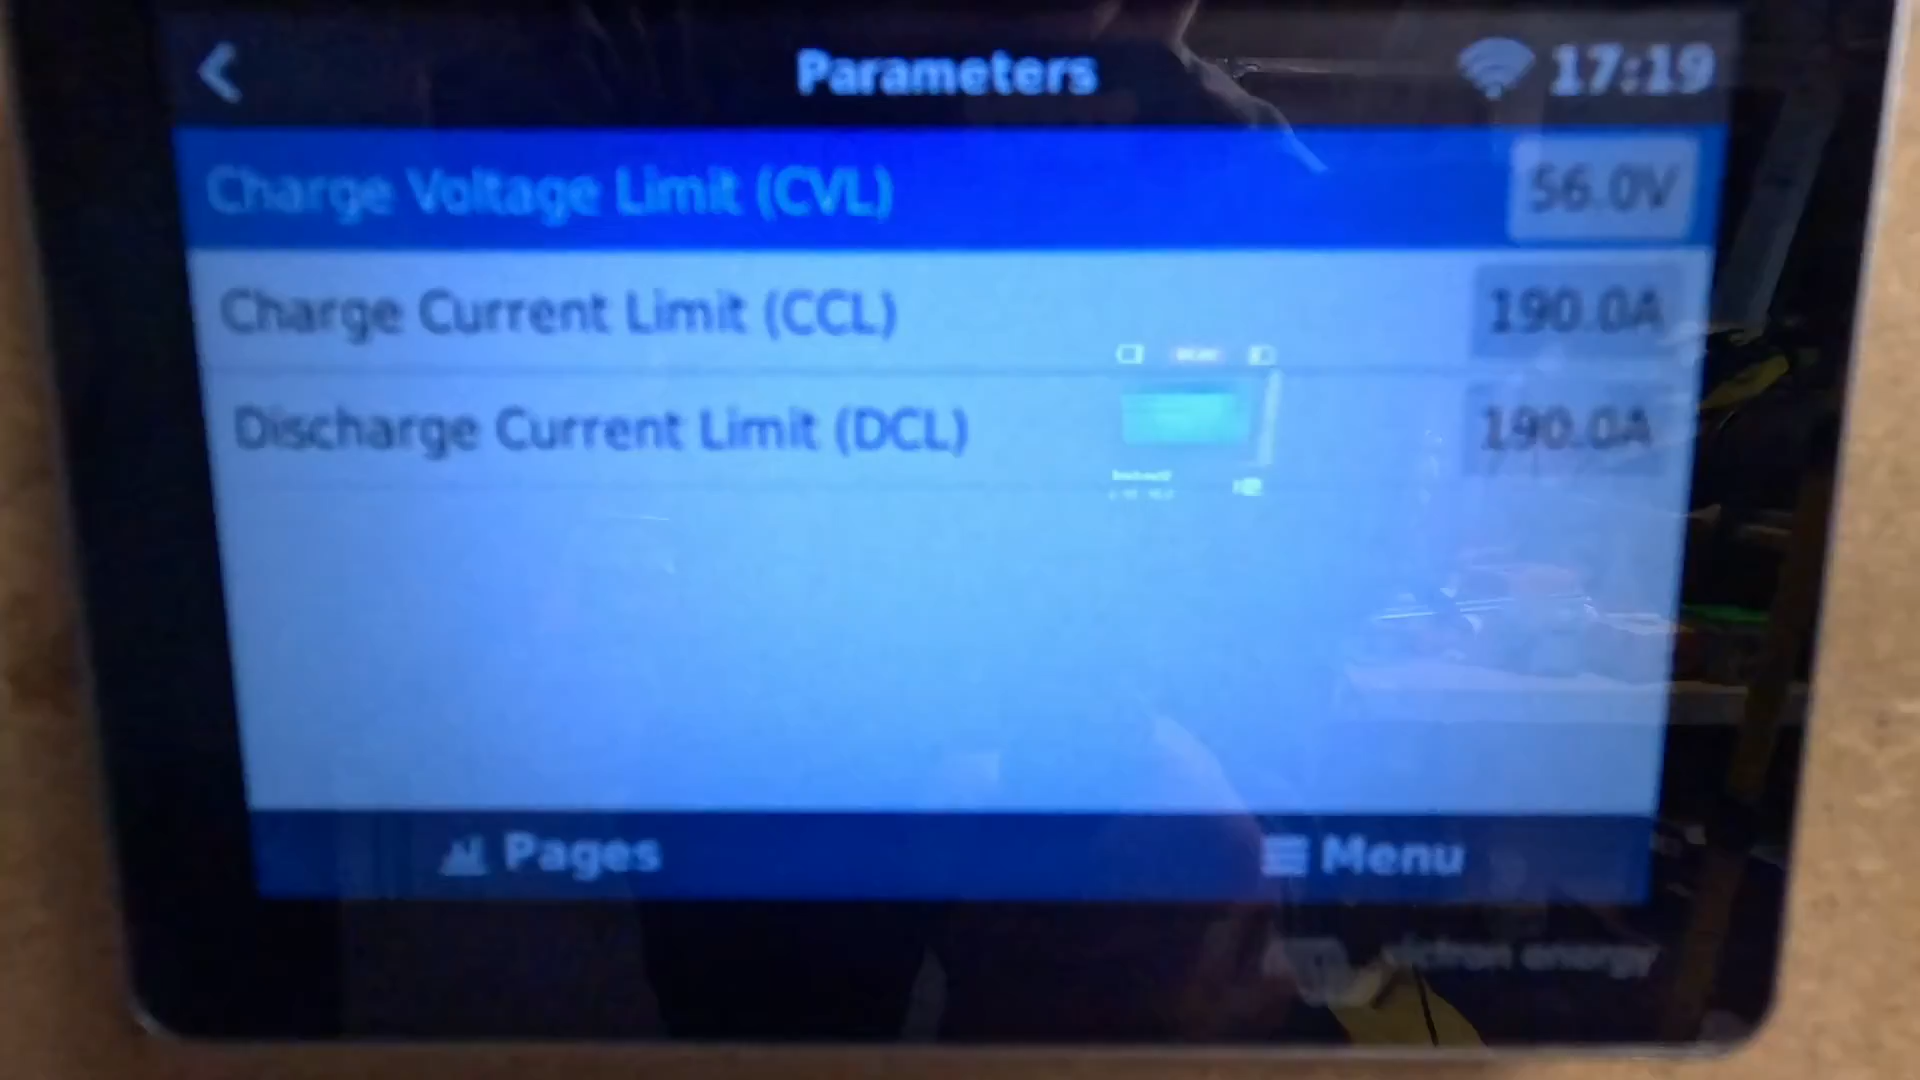 Parameters 17:19
Charge Voltage Limit (CVL) 56.0V
Charge Current Limit (CCL) 190.0A
Discharge Current Limit (DCL) 190.0A
Pages Menu
victron energy